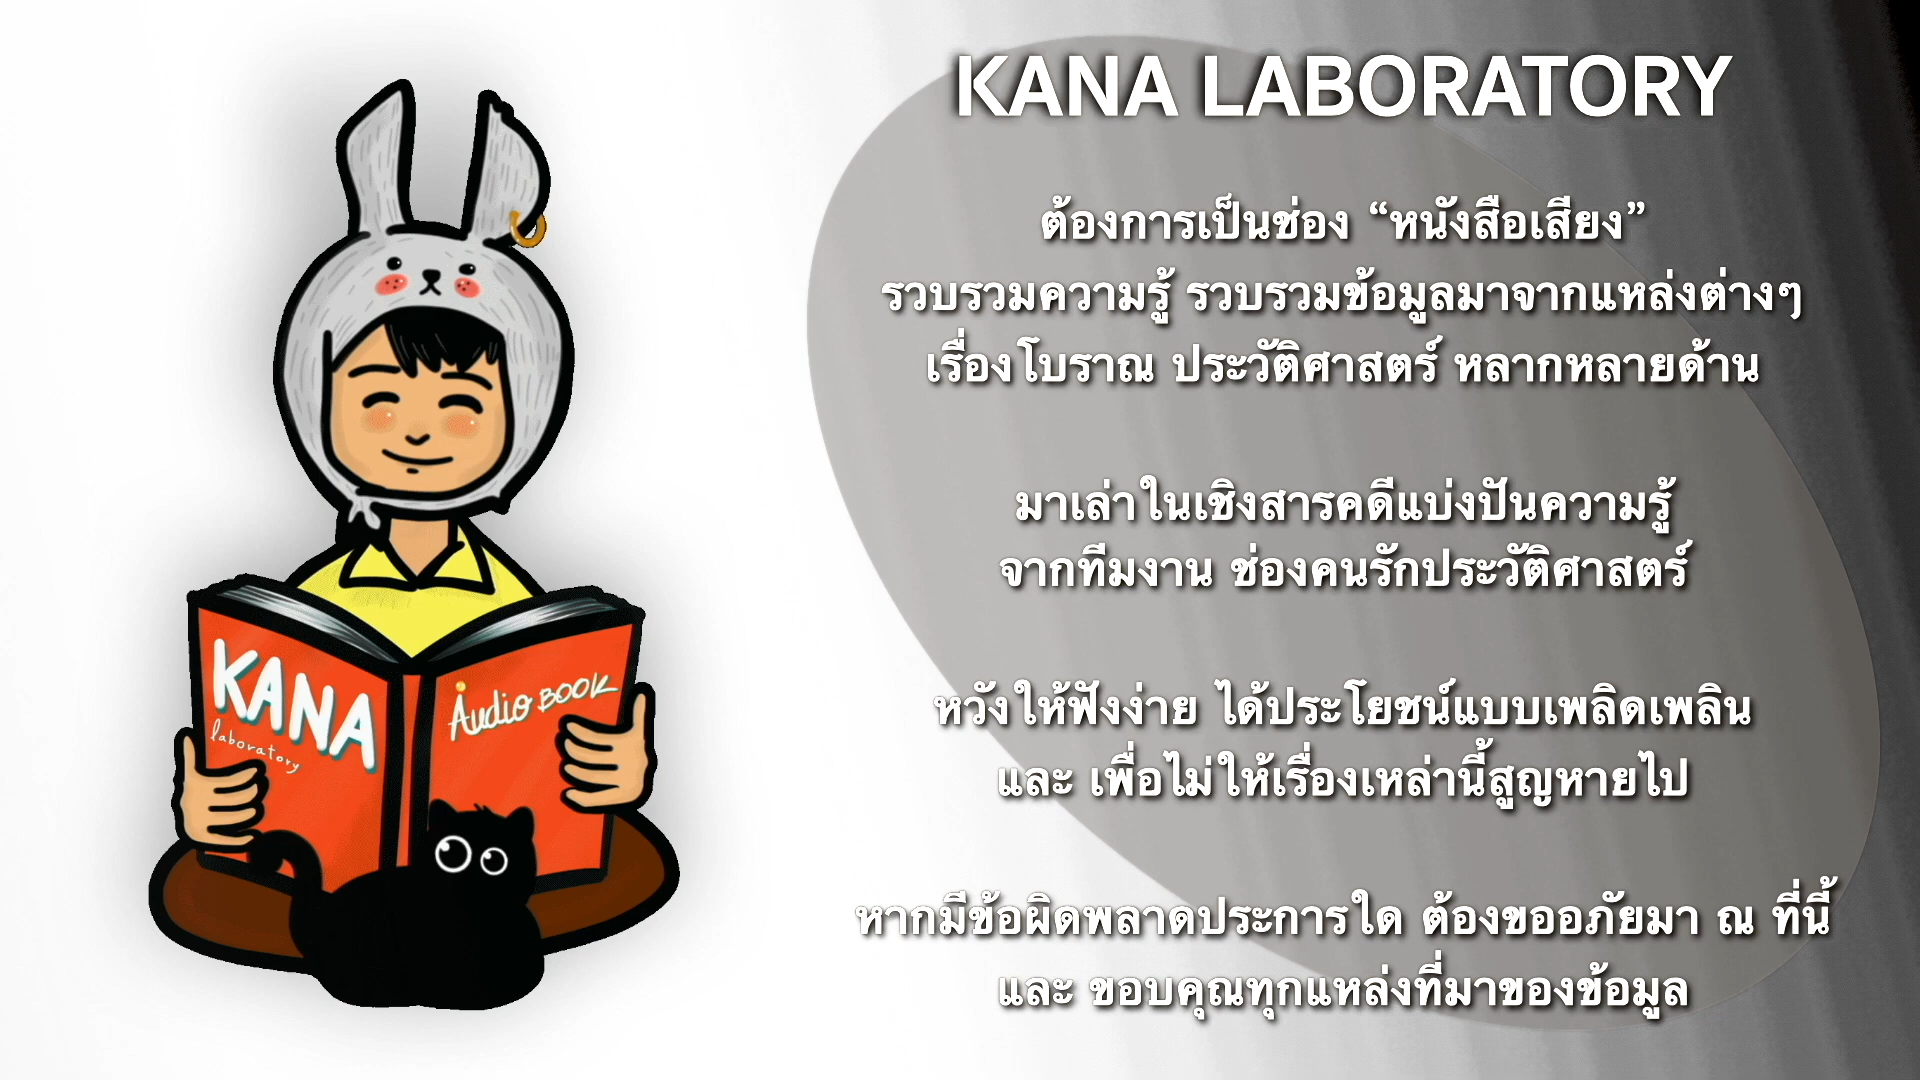 KANA LABORATORY
ต้องการเป็นช่อง “หนังสือเสียง”
รวบรวมความรู้ รวบรวมข้อมูลมาจากแหล่งต่างๆ
เรื่องโบราณ ประวัติศาสตร์ หลากหลายด้าน
มาเล่าในเชิงสารคดีแบ่งปันความรู้
จากทีมงาน ช่องคนรักประวัติศาสตร์
หวังให้ฟังง่าย ได้ประโยชน์แบบเพลิดเพลิน
และ เพื่อไม่ให้เรื่องเหล่านี้สูญหายไป
หากมีข้อผิดพลาดประการใด ต้องขออภัยมา ณ ที่นี้
และ ขอบคุณทุกแหล่งที่มาของข้อมูล
KANA
laboratory
Audio BOOK